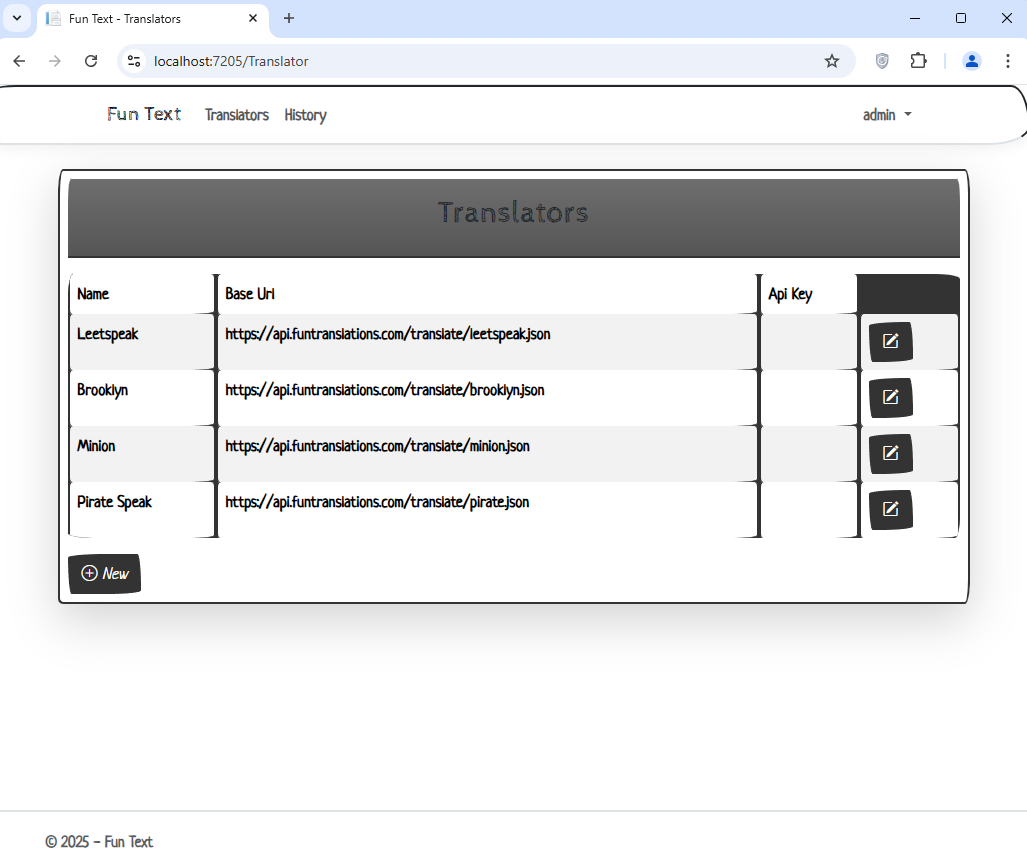 Fun Text - Translators
localhost:7205/Translator
Fun Text Translators History admin
Translators
Name Base Url Api Key
Leetspeak https://api.funtranslations.com/translate/leetspeak.json
Brooklyn https://api.funtranslations.com/translate/brooklyn.json
Minion https://api.funtranslations.com/translate/minion.json
Pirate Speak https://api.funtranslations.com/translate/pirate.json
New
© 2025 - Fun Text